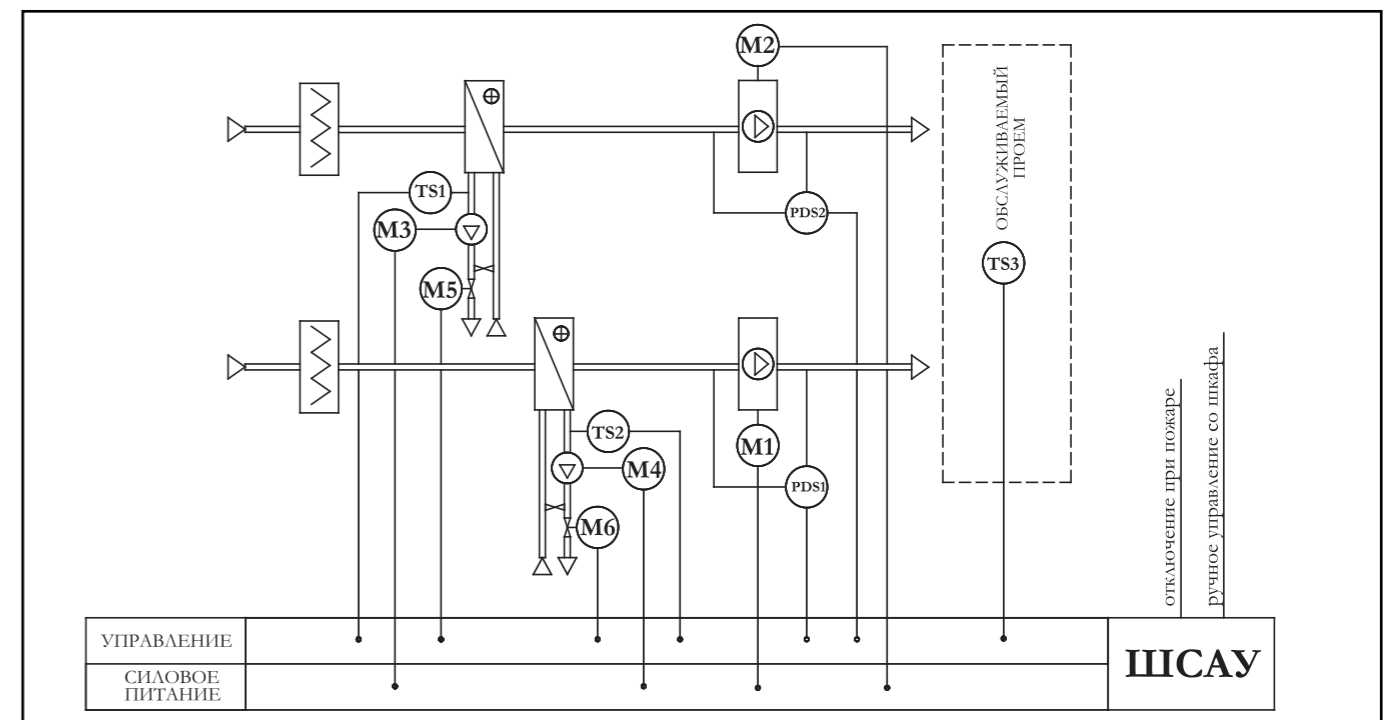 M2
ОБСЛУЖИВАЕМЫЙ
ПРОЕМ
TS1
M3
PDS2
TS3
M5
TS2
M1
M4
PDS1
M6
отключение при пожаре
ручное управление со шкафа
УПРАВЛЕНИЕ
СИЛОВОЕ
ПИТАНИЕ
ШСАУ